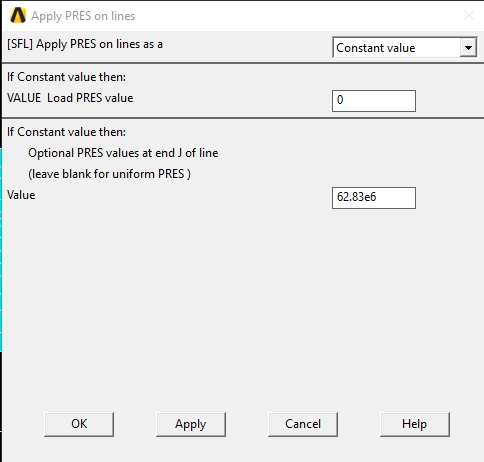 Apply PRES on lines
[SFL] Apply PRES on lines as a Constant value
If Constant value then:
VALUE Load PRES value 0
If Constant value then:
Optional PRES values at end J of line
(leave blank for uniform PRES )
Value 62.83e6
OK Apply Cancel Help